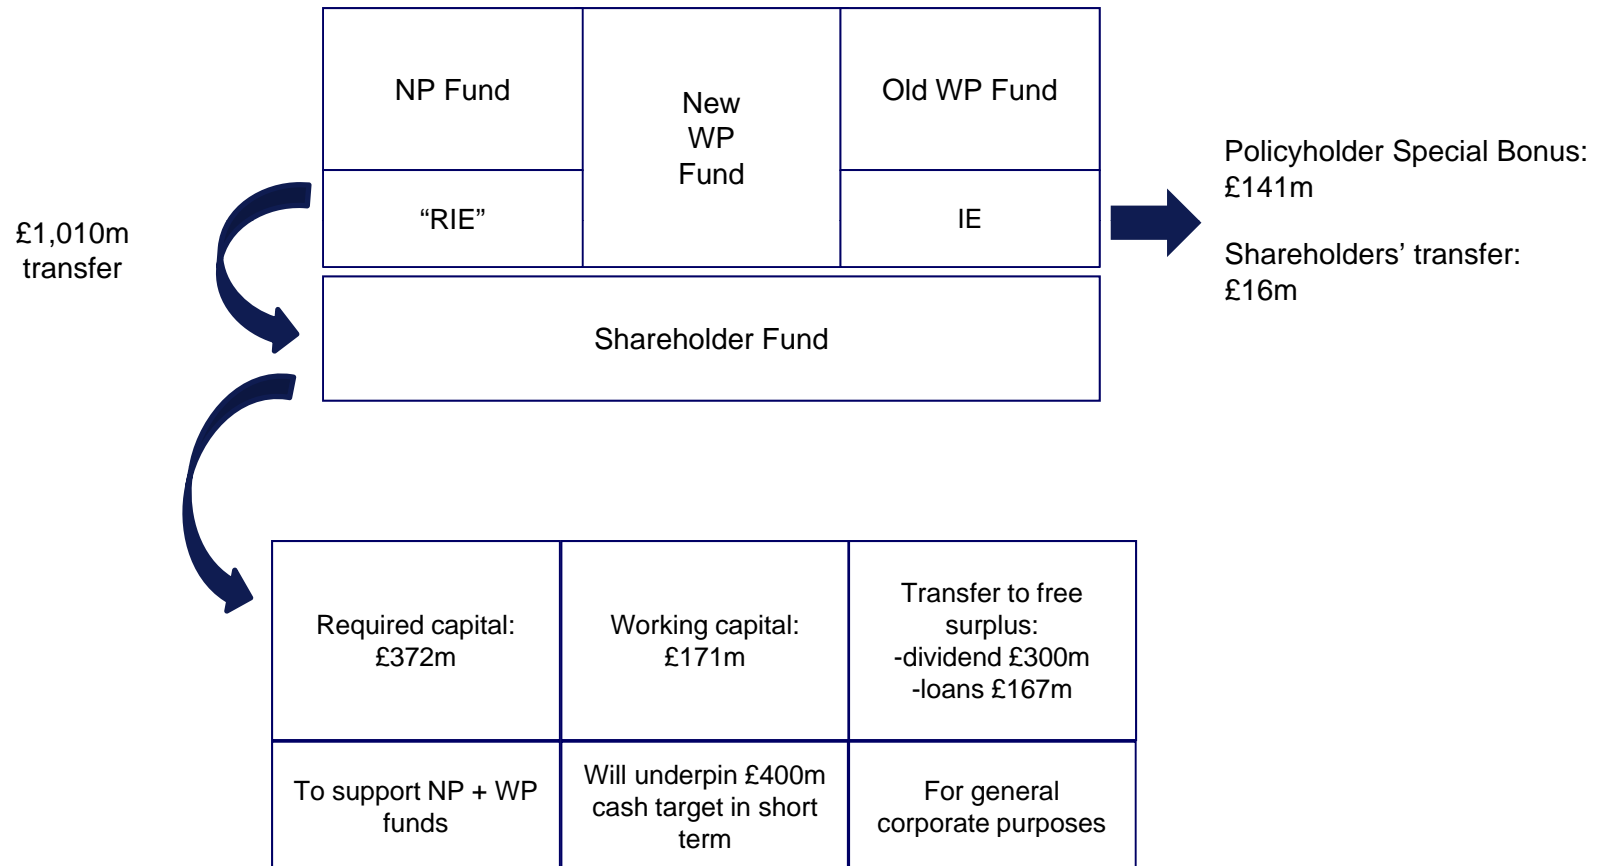 NP Fund
New
WP
Fund
Old WP Fund
“RIE”
IE
Policyholder Special Bonus:
£141m
Shareholders’ transfer:
£16m
£1,010m
transfer
Shareholder Fund
Required capital:
£372m
Working capital:
£171m
Transfer to free
surplus:
-dividend £300m
-loans £167m
To support NP + WP
funds
Will underpin £400m
cash target in short
term
For general
corporate purposes